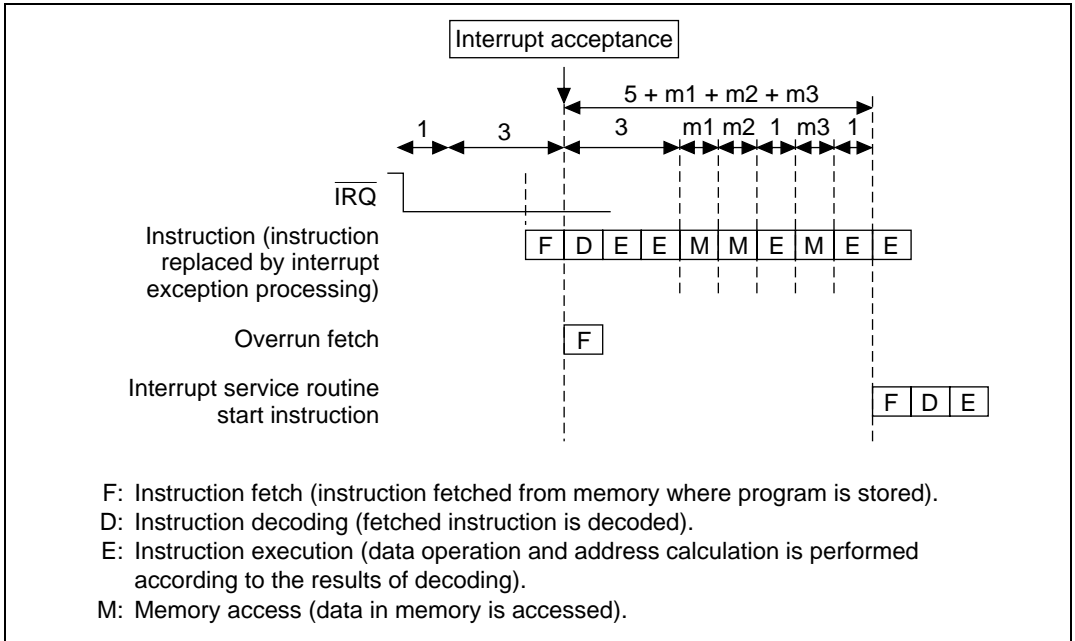 Interrupt acceptance
5 + m1 + m2 + m3
1 3 3 m1 m2 1 m3 1
IRQ
Instruction (instruction
replaced by interrupt
exception processing)
F D E E M M E M E E
Overrun fetch
F
Interrupt service routine
start instruction
F D E
F: Instruction fetch (instruction fetched from memory where program is stored).
D: Instruction decoding (fetched instruction is decoded).
E: Instruction execution (data operation and address calculation is performed
according to the results of decoding).
M: Memory access (data in memory is accessed).